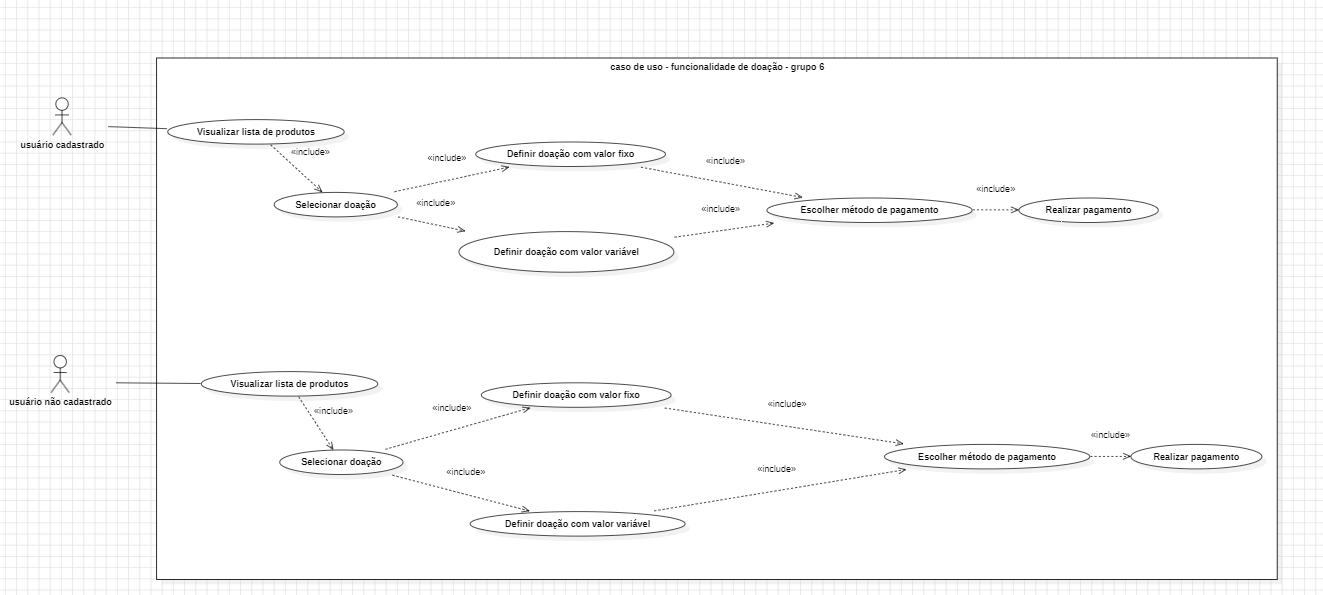 caso de uso - funcionalidade de doação - grupo 6
usuário cadastrado
Visualizar lista de produtos
«include»
Selecionar doação
«include»
«include»
Definir doação com valor fixo
Definir doação com valor variável
«include»
«include»
Escolher método de pagamento
«include»
Realizar pagamento
usuário não cadastrado
Visualizar lista de produtos
«include»
Selecionar doação
«include»
«include»
Definir doação com valor fixo
Definir doação com valor variável
«include»
«include»
Escolher método de pagamento
«include»
Realizar pagamento